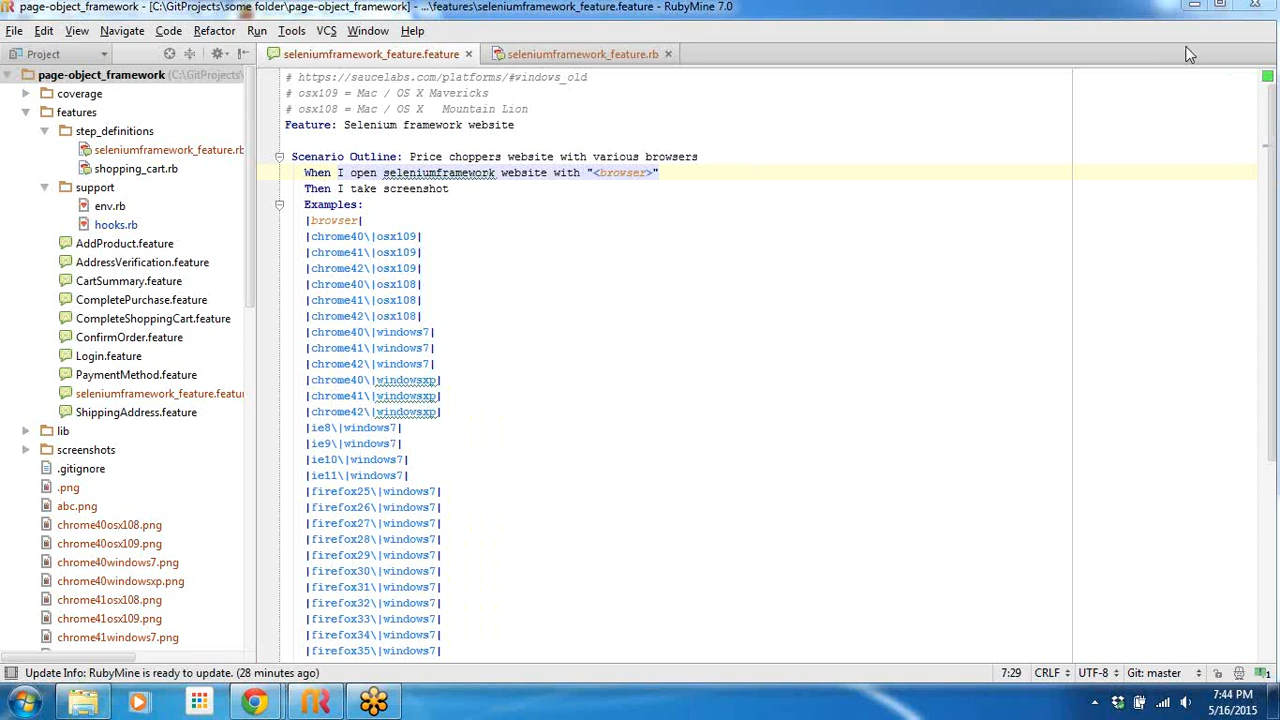 page-object_framework - [C:\GitProjects\some folder\page-object_framework] - ...\features\seleniumframework_feature.feature - RubyMine 7.0
File Edit View Navigate Code Refactor Run Tools VCS Window Help
Project
seleniumframework_feature.feature
seleniumframework_feature.rb
page-object_framework (C:\GitProjects
coverage
features
step_definitions
seleniumframework_feature.rb
shopping_cart.rb
support
env.rb
hooks.rb
AddProduct.feature
AddressVerification.feature
CartSummary.feature
CompletePurchase.feature
CompleteShoppingCart.feature
ConfirmOrder.feature
Login.feature
PaymentMethod.feature
seleniumframework_feature.featu
ShippingAddress.feature
lib
screenshots
.gitignore
.png
abc.png
chrome40osx108.png
chrome40osx109.png
chrome40windows7.png
chrome40windowsxp.png
chrome41osx108.png
chrome41osx109.png
chrome41windows7.png
# https://saucelabs.com/platforms/#windows_old
# osx109 = Mac / OS X Mavericks
# osx108 = Mac / OS X   Mountain Lion
Feature: Selenium framework website
Scenario Outline: Price choppers website with various browsers
When I open seleniumframework website with "<browser>"
Then I take screenshot
Examples:
|browser|
|chrome40\|osx109|
|chrome41\|osx109|
|chrome42\|osx109|
|chrome40\|osx108|
|chrome41\|osx108|
|chrome42\|osx108|
|chrome40\|windows7|
|chrome41\|windows7|
|chrome42\|windows7|
|chrome40\|windowsxp|
|chrome41\|windowsxp|
|chrome42\|windowsxp|
|ie8\|windows7|
|ie9\|windows7|
|ie10\|windows7|
|ie11\|windows7|
|firefox25\|windows7|
|firefox26\|windows7|
|firefox27\|windows7|
|firefox28\|windows7|
|firefox29\|windows7|
|firefox30\|windows7|
|firefox31\|windows7|
|firefox32\|windows7|
|firefox33\|windows7|
|firefox34\|windows7|
|firefox35\|windows7|
Update Info: RubyMine is ready to update. (28 minutes ago)
7:29 CRLF UTF-8 Git: master
7:44 PM
5/16/2015